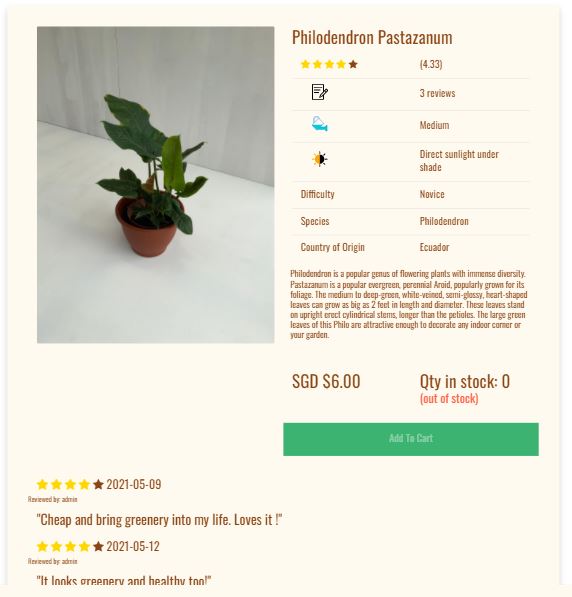 Philodendron Pastazanum
(4.33)
3 reviews
Medium
Direct sunlight under
shade
Difficulty Novice
Species Philodendron
Country of Origin Ecuador
Philodendron is a popular genus of flowering plants with immense diversity.
Pastazanum is a popular evergreen, perennial Aroid, popularly grown for its
foliage. The medium to deep-green, white-veined, semi-glossy, heart-shaped
leaves can grow as big as 2 feet in length and diameter. These leaves stand
on upright erect cylindrical stems, longer than the petioles. The large green
leaves of this Philo are attractive enough to decorate any indoor corner or
your garden.
SGD $6.00 Qty in stock: 0
(out of stock)
Add To Cart
2021-05-09
Reviewed by: admin
"Cheap and bring greenery into my life. Loves it !"
2021-05-12
Reviewed by: admin
"It looks greenery and healthy too!"